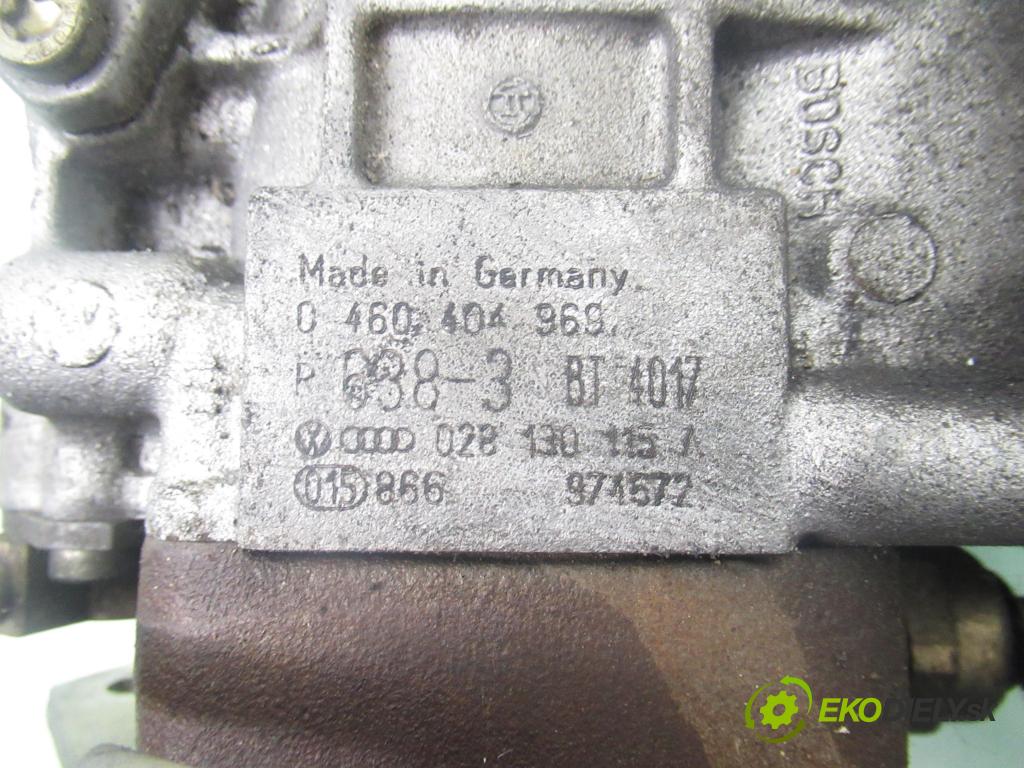 BOSCH
Made in Germany
0 460 404 969
R 638-3 BT 4017
028 130 115 A
015 866 974572
EKODIELY.sk